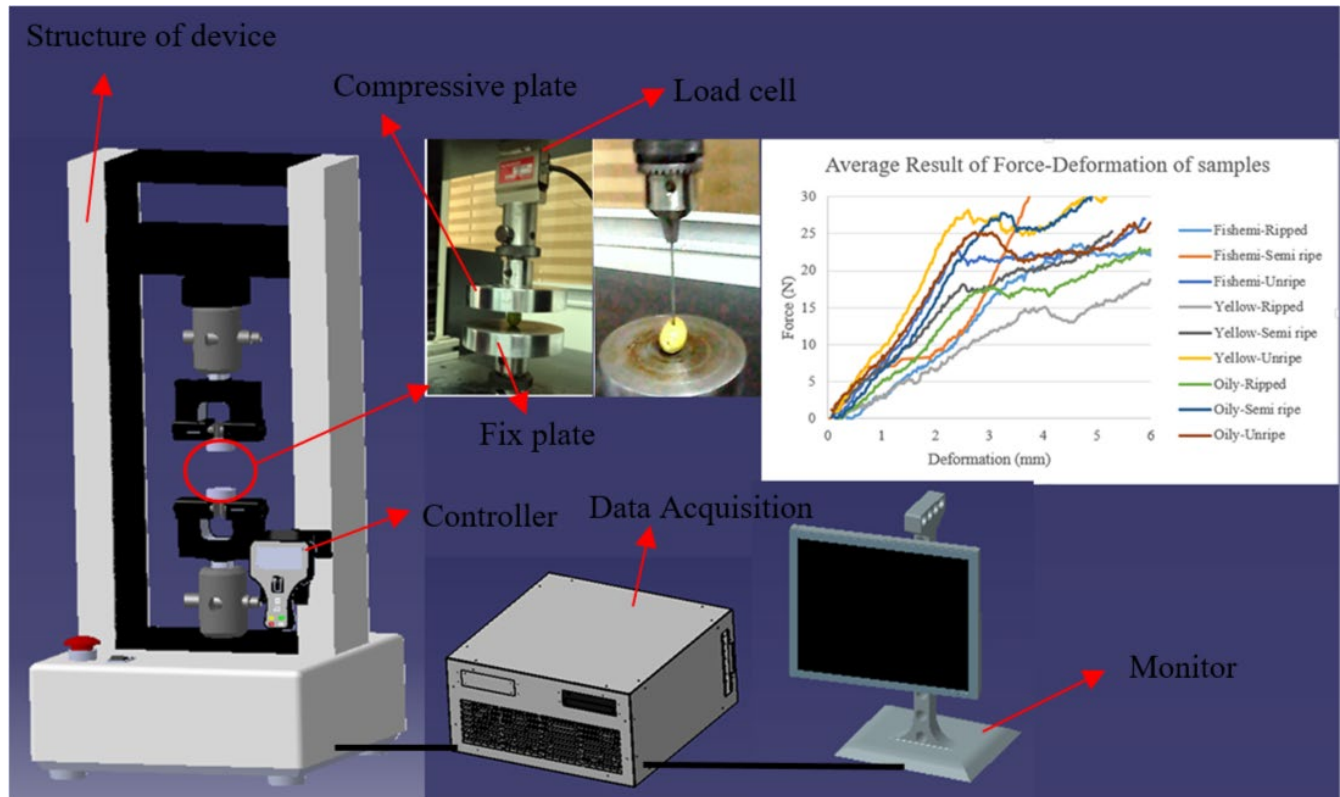 Structure of device
Compressive plate
Load cell
Fix plate
Controller
Data Acquisition
Monitor
Average Result of Force-Deformation of samples
Force (N)
30
25
20
15
10
5
0
0 1 2 3 4 5 6
Deformation (mm)
Fishemi-Ripped
Fishemi-Semi ripe
Fishemi-Unripe
Yellow-Ripped
Yellow-Semi ripe
Yellow-Unripe
Oily-Ripped
Oily-Semi ripe
Oily-Unripe